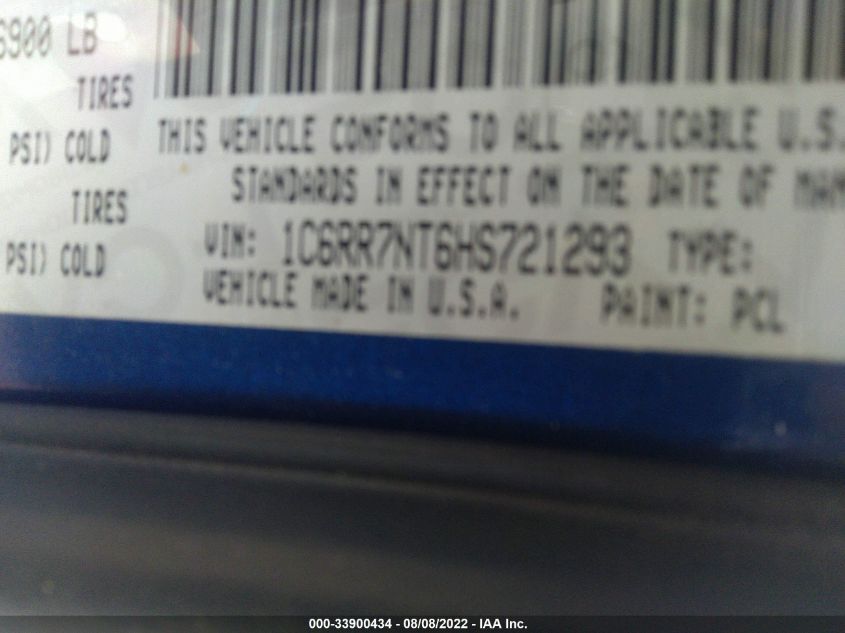 6900 LB
TIRES
PSI) COLD
TIRES
PSI) COLD
THIS VEHICLE CONFORMS TO ALL APPLICABLE U.S.
STANDARDS IN EFFECT ON THE DATE OF MAN
VIN: 1C6RR7NT6HS721293 TYPE:
VEHICLE MADE IN U.S.A. PAINT: PCL
000-33900434 - 08/08/2022 - IAA Inc.